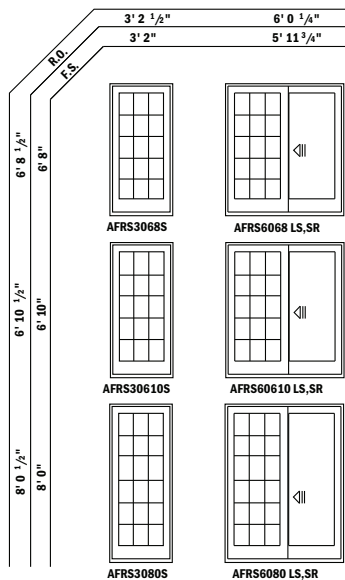 3' 2 1/2" 6' 0 1/4"
3' 2" 5' 11 3/4"
R.O.
F.S.
6' 8 1/2" 6' 8"
AFRS3068S AFRS6068 LS,SR
6' 10 1/2" 6' 10"
AFRS30610S AFRS60610 LS,SR
8' 0 1/2" 8' 0"
AFRS3080S AFRS6080 LS,SR